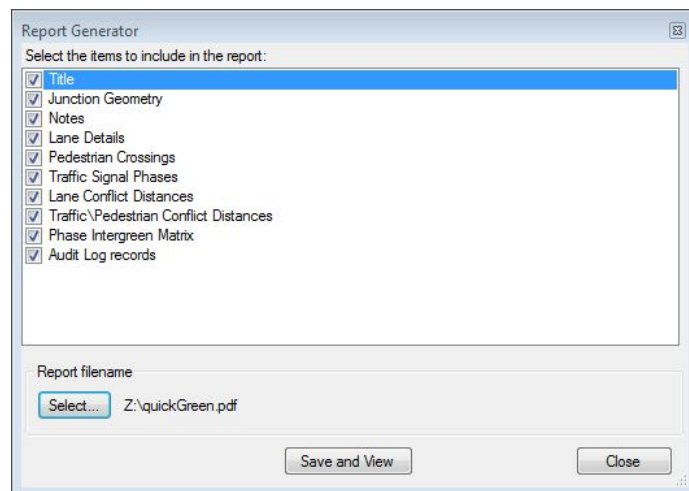 Report Generator
Select the items to include in the report:
Title
Junction Geometry
Notes
Lane Details
Pedestrian Crossings
Traffic Signal Phases
Lane Conflict Distances
Traffic\Pedestrian Conflict Distances
Phase Intergreen Matrix
Audit Log records
Report filename
Select... Z:\quickGreen.pdf
Save and View Close